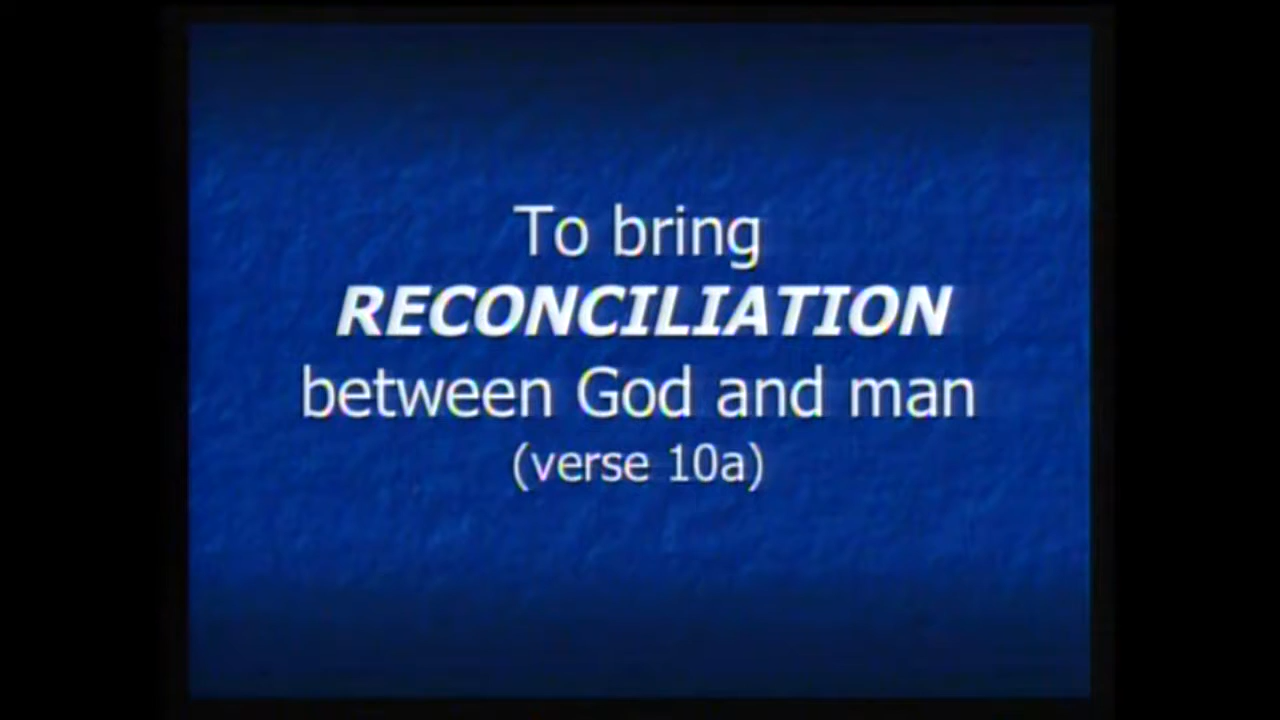 To bring
RECONCILIATION
between God and man
(verse 10a)